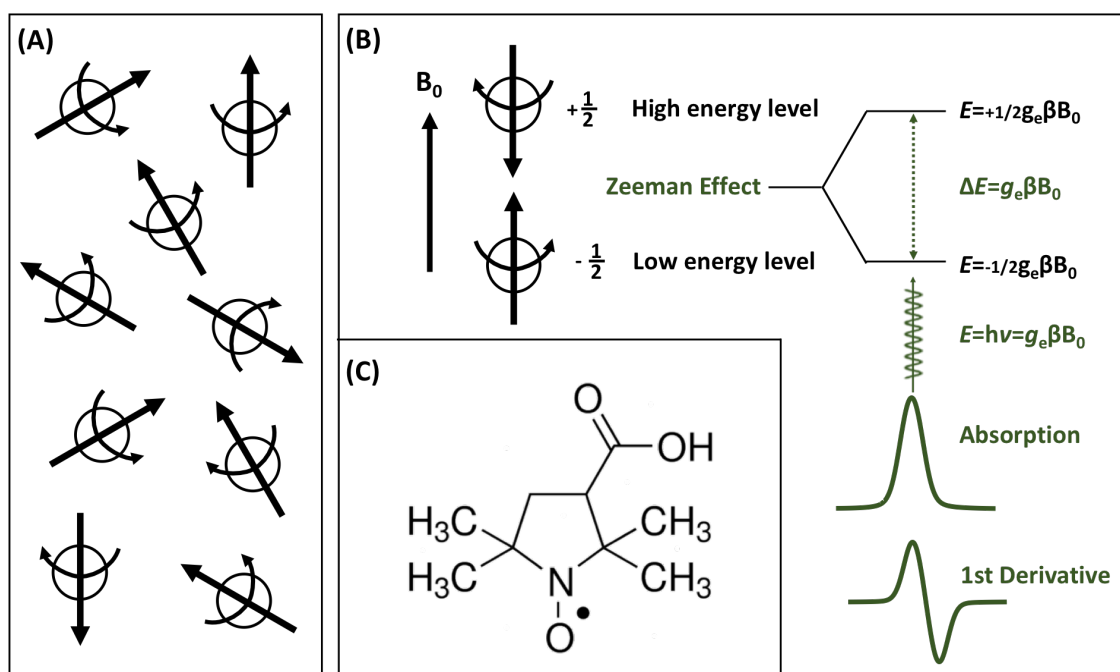 (A)
(B)
B₀
+1/2 High energy level
E=+1/2gₑβB₀
Zeeman Effect
ΔE=gₑβB₀
-1/2 Low energy level
E=-1/2gₑβB₀
E=hν=gₑβB₀
Absorption
1st Derivative
(C)
O
OH
H₃C
CH₃
H₃C
CH₃
N
O•